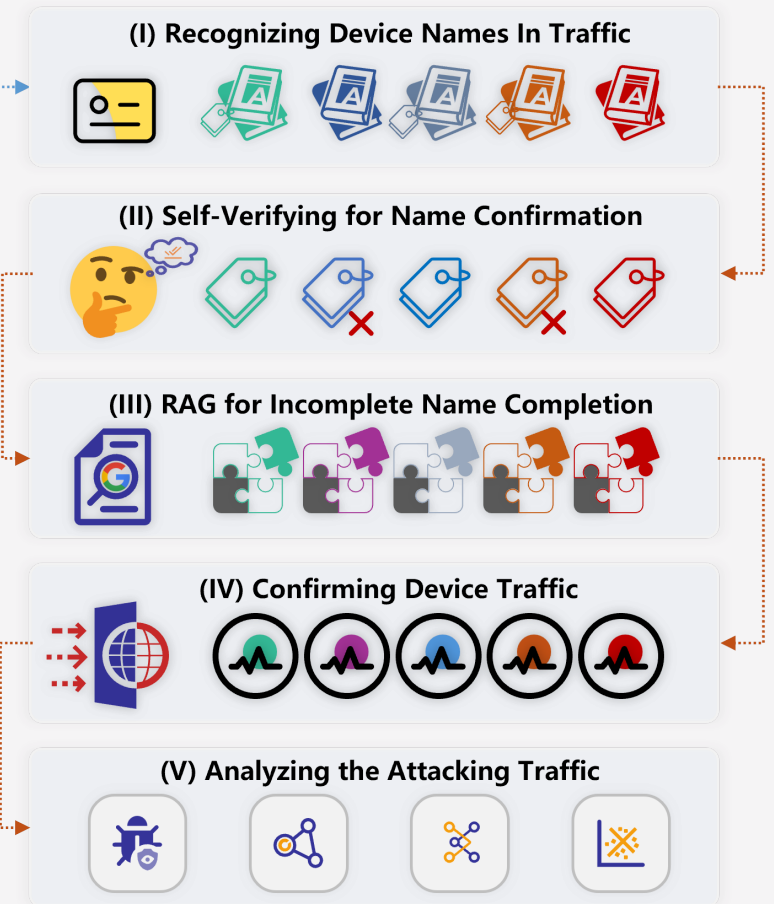 (I) Recognizing Device Names In Traffic
A A A A A
(II) Self-Verifying for Name Confirmation
(III) RAG for Incomplete Name Completion
G
(IV) Confirming Device Traffic
(V) Analyzing the Attacking Traffic